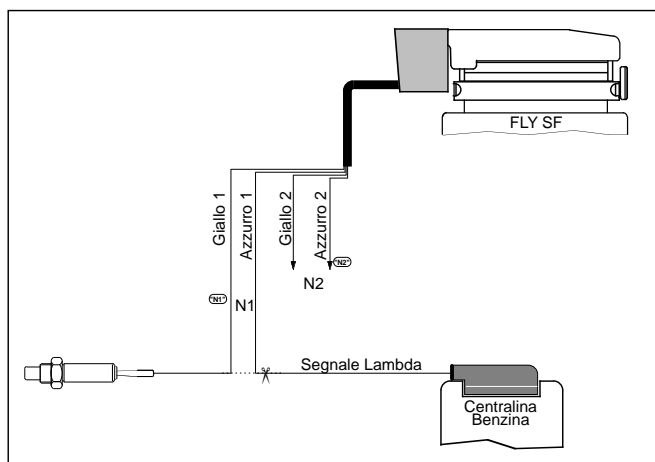 FLY SF
Giallo 1
Azzurro 1
Giallo 2
Azzurro 2
"N2"
N2
"N1"
N1
Segnale Lambda
Centralina
Benzina